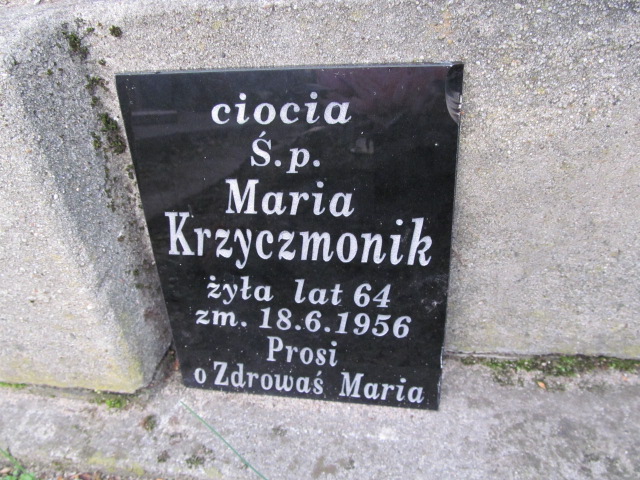 ciocia
Ś.p.
Maria
Krzyczmonik
żyła lat 64
zm. 18.6.1956
Prosi
o Zdrowaś Maria